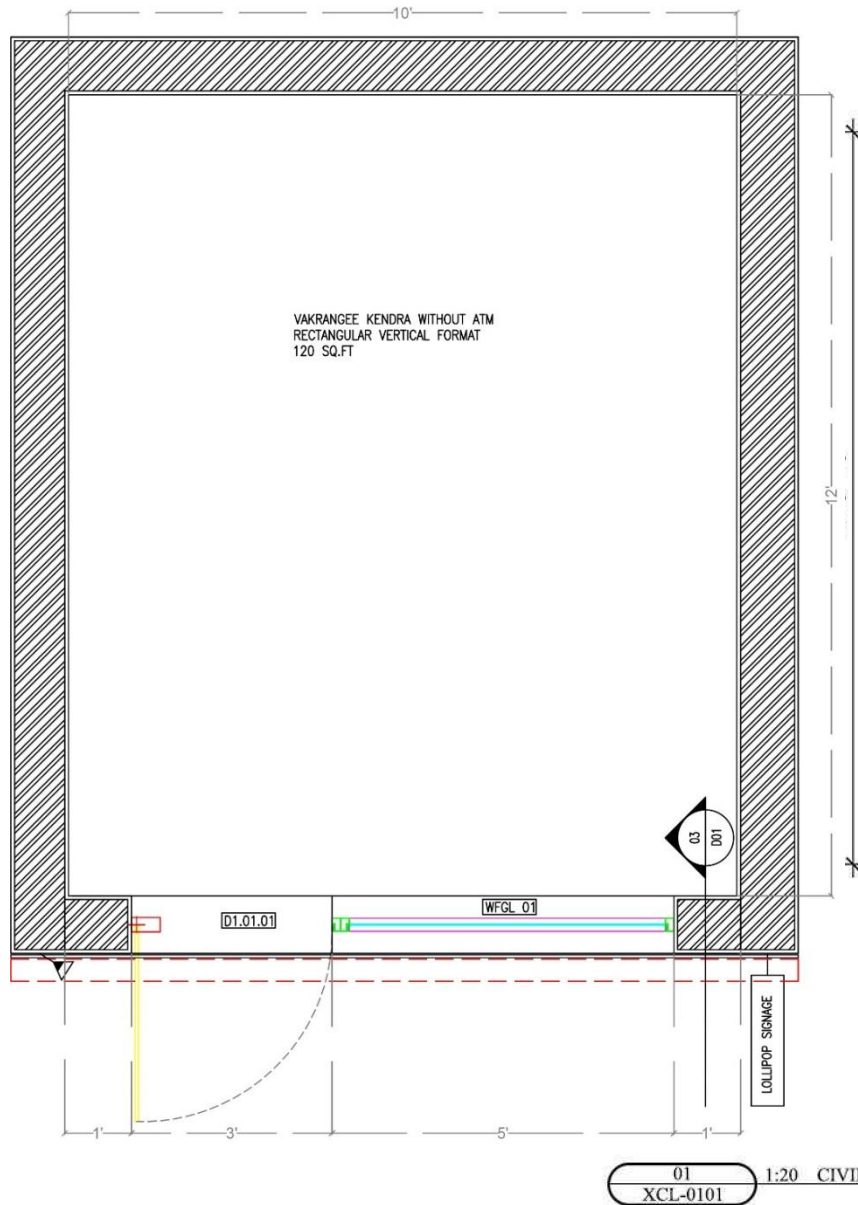 10'
VAKRANGEE KENDRA WITHOUT ATM
RECTANGULAR VERTICAL FORMAT
120 SQ.FT
12'
03
D01
D1.01.01
WFGL 01
LOLLIPOP SIGNAGE
1'
3'
5'
1'
01
XCL-0101
1:20 CIVI